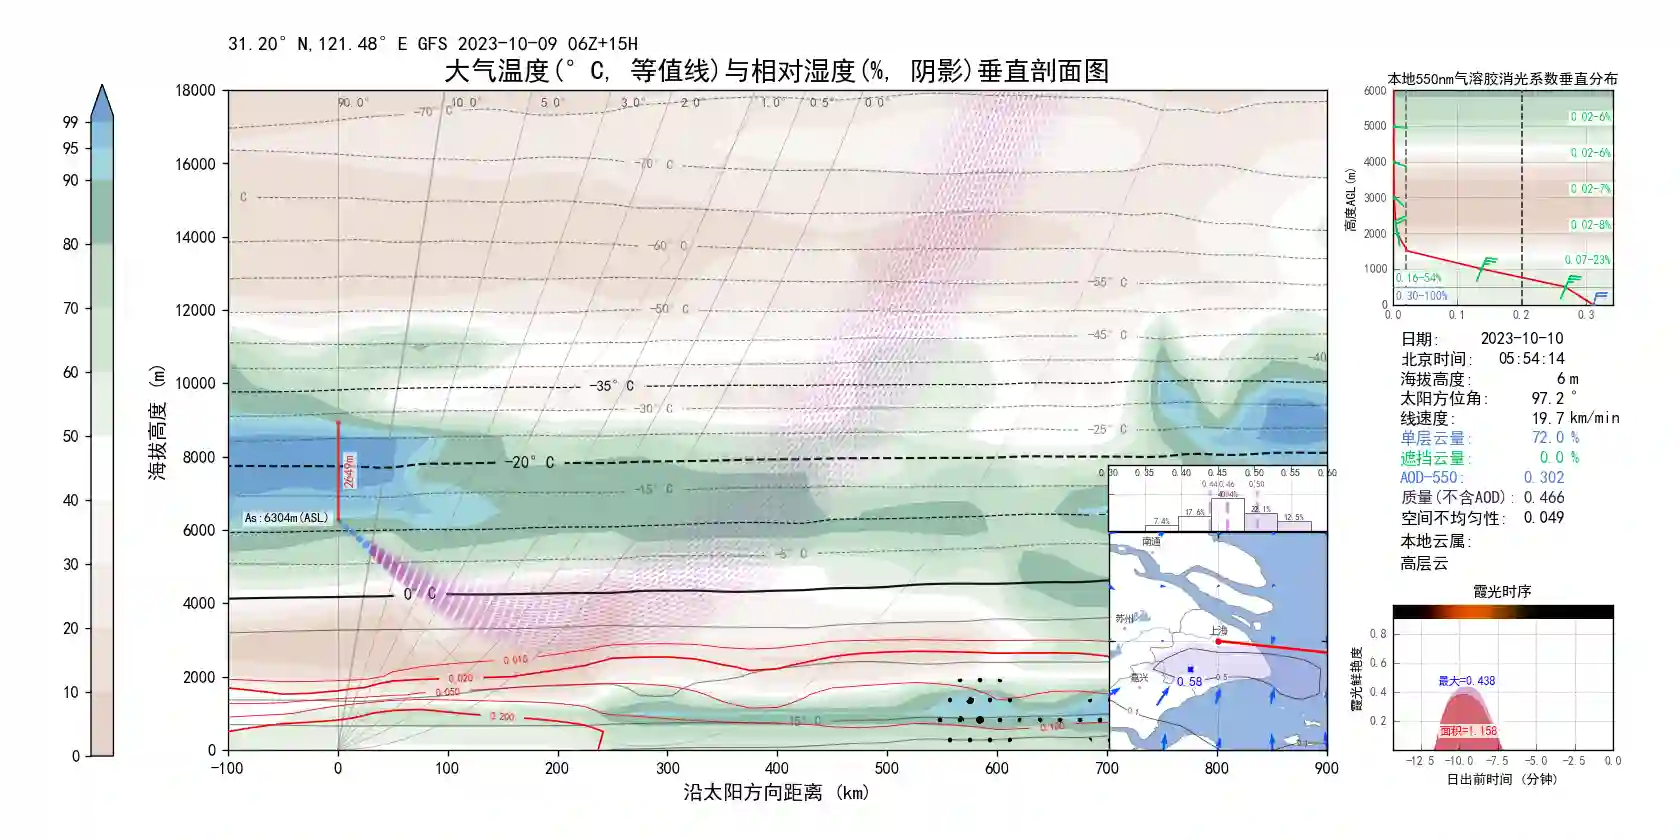 31.20° N,121.48° E GFS 2023-10-09 06Z+15H
大气温度(° C, 等值线)与相对湿度(%, 阴影)垂直剖面图
99
95
90
80
70
60
50
40
30
20
10
0
海拔高度 (m)
18000
16000
14000
12000
10000
8000
6000
4000
2000
0
90.0° 10.0° 5.0° 3.0° 2.0 1.0° 0.5° 0.0°
-70° C
-70° C
C
-60° C
-55° C
-50° C
-45° C
-40
-35° C
-30° C
-25° C
-20° C
-15° C
-5° C
0° C
15° C
2649m
As:6304m(ASL)
0.010
0.020
0.050
0.200
0.100
-100 0 100 200 300 400 500 600 700 800 900
沿太阳方向距离 (km)
0.30 0.35 0.40 0.45 0.50 0.55 0.60
0.44 0.46 0.50
7.4% 17.6% 40.4% 22.1% 12.5%
南通
苏州
上海
嘉兴
0.58
0.5
0.1
0.1
本地550nm气溶胶消光系数垂直分布
高度AGL(m)
6000
5000
4000
3000
2000
1000
0
0.02-6%
0.02-6%
0.02-7%
0.02-8%
0.07-23%
0.16-54%
0.30-100%
0.0 0.1 0.2 0.3
日期: 2023-10-10
北京时间: 05:54:14
海拔高度: 6 m
太阳方位角: 97.2 °
线速度: 19.7 km/min
单层云量: 72.0 %
遮挡云量: 0.0 %
AOD-550: 0.302
质量(不含AOD): 0.466
空间不均匀性: 0.049
本地云属:
高层云
霞光时序
霞光鲜艳度
0.8
0.6
0.4
0.2
最大=0.438
面积=1.158
-12.5 -10.0 -7.5 -5.0 -2.5 0.0
日出前时间 (分钟)